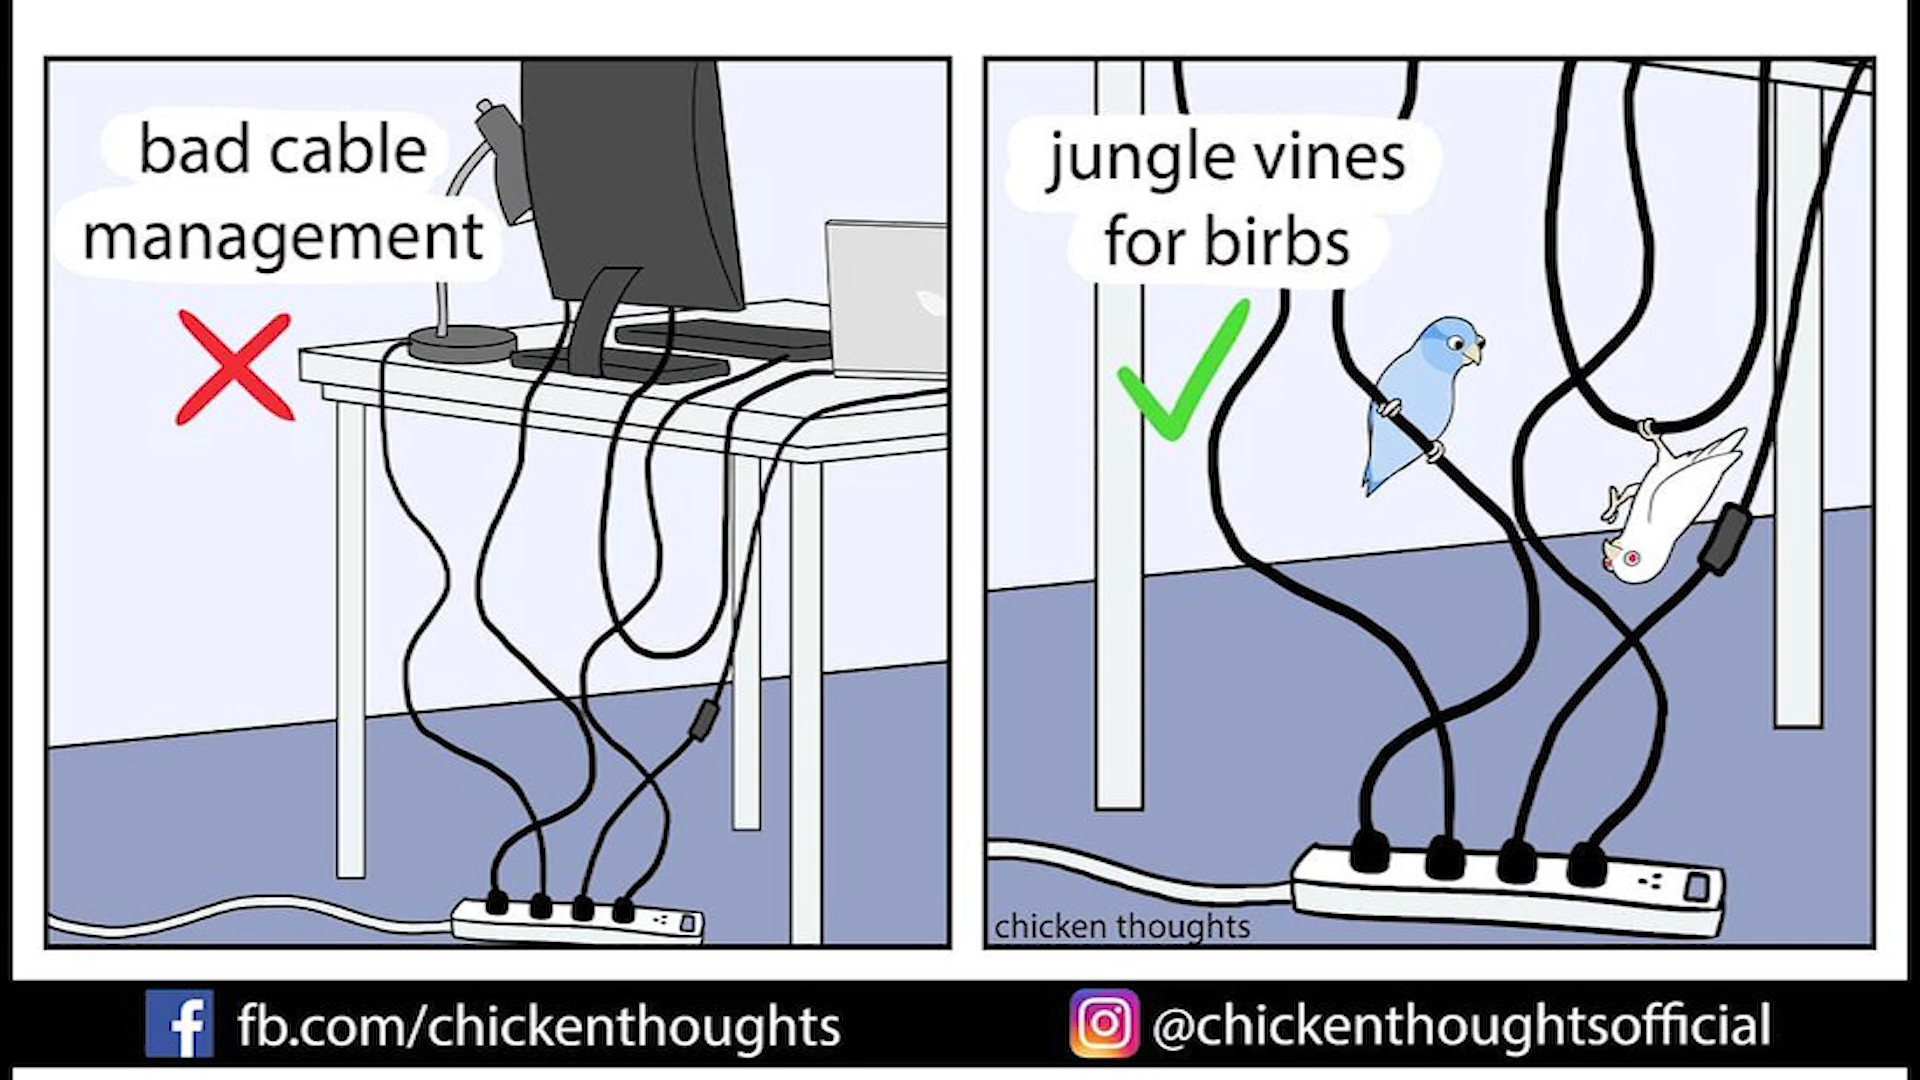 bad cable
management
jungle vines
for birbs
chicken thoughts
fb.com/chickenthoughts
@chickenthoughtsofficial